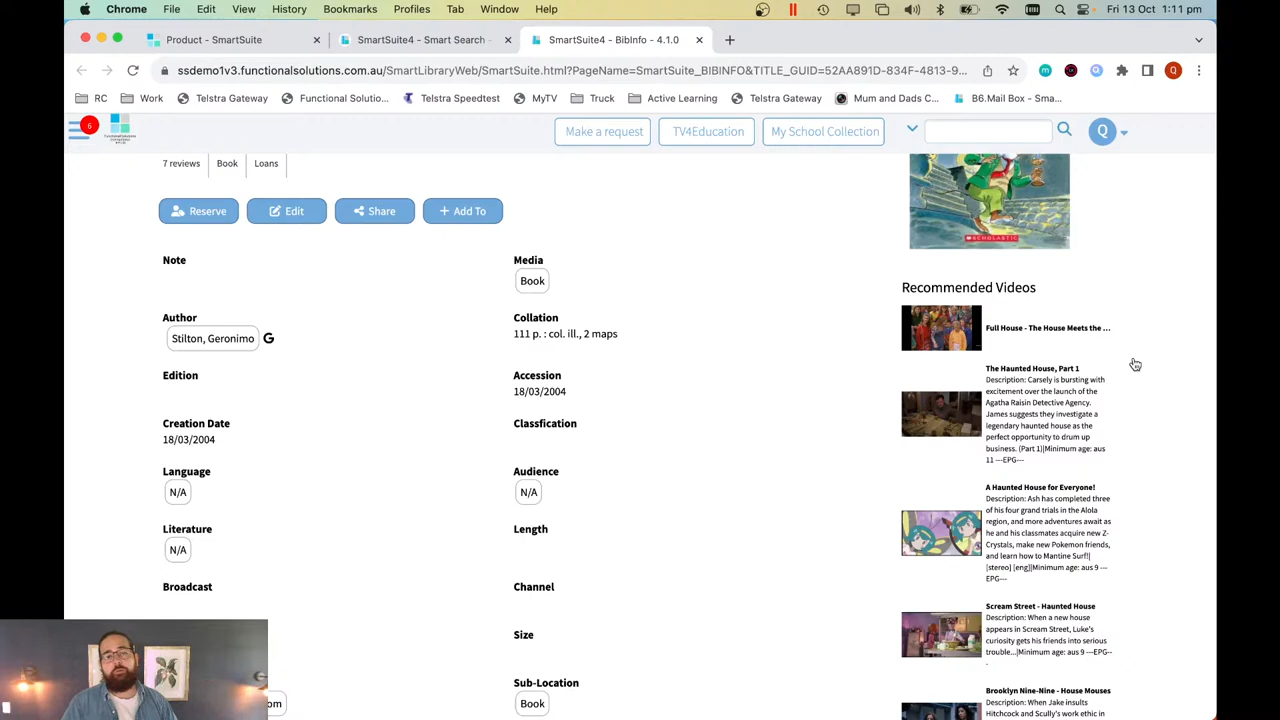 Chrome File Edit View History Bookmarks Profiles Tab Window Help Fri 13 Oct 1:11 pm
Product - SmartSuite
SmartSuite4 - Smart Search -
SmartSuite4 - BibInfo - 4.1.0
ssdemo1v3.functionalsolutions.com.au/SmartLibraryWeb/SmartSuite.html?PageName=SmartSuite_BIBINFO&TITLE_GUID=52AA891D-834F-4813-9...
RC Work Telstra Gateway Functional Solutio... Telstra Speedtest MyTV Truck Active Learning Telstra Gateway Mum and Dads C... B6.Mail Box - Sma...
6
Make a request
TV4Education
My School Collection
Q
7 reviews
Book
Loans
Reserve
Edit
Share
Add To
SCHOLASTIC
Note
Media
Book
Author
Stilton, Geronimo
Collation
111 p. : col. ill., 2 maps
Edition
Accession
18/03/2004
Creation Date
18/03/2004
Classfication
Language
N/A
Audience
N/A
Literature
N/A
Length
Broadcast
Channel
Size
Sub-Location
Book
om
Recommended Videos
Full House - The House Meets the ...
The Haunted House, Part 1
Description: Carsely is bursting with
excitement over the launch of the
Agatha Raisin Detective Agency.
James suggests they investigate a
legendary haunted house as the
perfect opportunity to drum up
business. (Part 1)|Minimum age: aus
11 ---EPG---
A Haunted House for Everyone!
Description: Ash has completed three
of his four grand trials in the Alola
region, and more adventures await as
he and his classmates acquire new Z-
Crystals, make new Pokemon friends,
and learn how to Mantine Surf!|
[stereo] [eng]|Minimum age: aus 9 ---
EPG---
Scream Street - Haunted House
Description: When a new house
appears in Scream Street, Luke's
curiosity gets his friends into serious
trouble...|Minimum age: aus 9 ---EPG--
-
Brooklyn Nine-Nine - House Mouses
Description: When Jake insults
Hitchcock and Scully's work ethic in